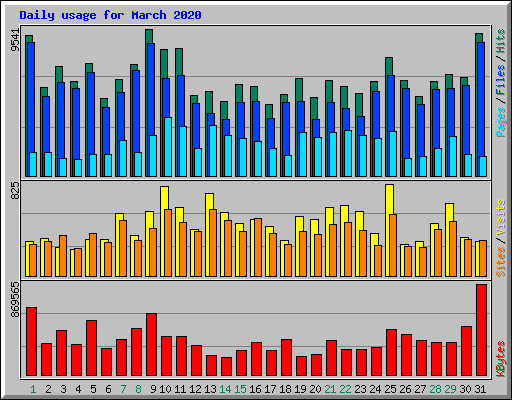 Daily usage for March 2020
9541
Pages / Files / Hits
825
Sites / Visits
869565
KBytes
1 2 3 4 5 6 7 8 9 10 11 12 13 14 15 16 17 18 19 20 21 22 23 24 25 26 27 28 29 30 31